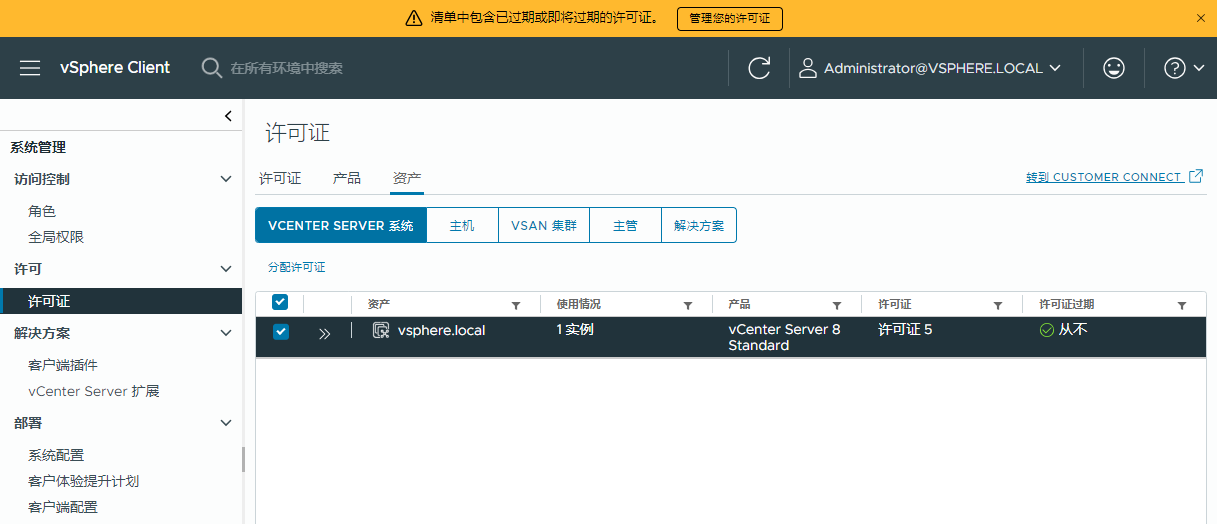 清单中包含已过期或即将过期的许可证。 管理您的许可证
vSphere Client 在所有环境中搜索 Administrator@VSPHERE.LOCAL
系统管理
访问控制
角色
全局权限
许可
许可证
解决方案
客户端插件
vCenter Server 扩展
部署
系统配置
客户体验提升计划
客户端配置
许可证
许可证 产品 资产 转到 CUSTOMER CONNECT
VCENTER SERVER 系统 主机 VSAN 集群 主管 解决方案
分配许可证
资产 使用情况 产品 许可证 许可证过期
vsphere.local 1 实例 vCenter Server 8 许可证 5 从不
Standard